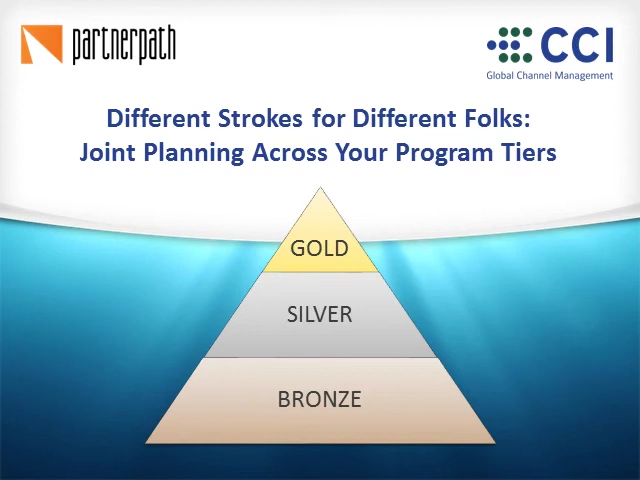 partnerpath
CCI
Global Channel Management
Different Strokes for Different Folks:
Joint Planning Across Your Program Tiers
GOLD
SILVER
BRONZE